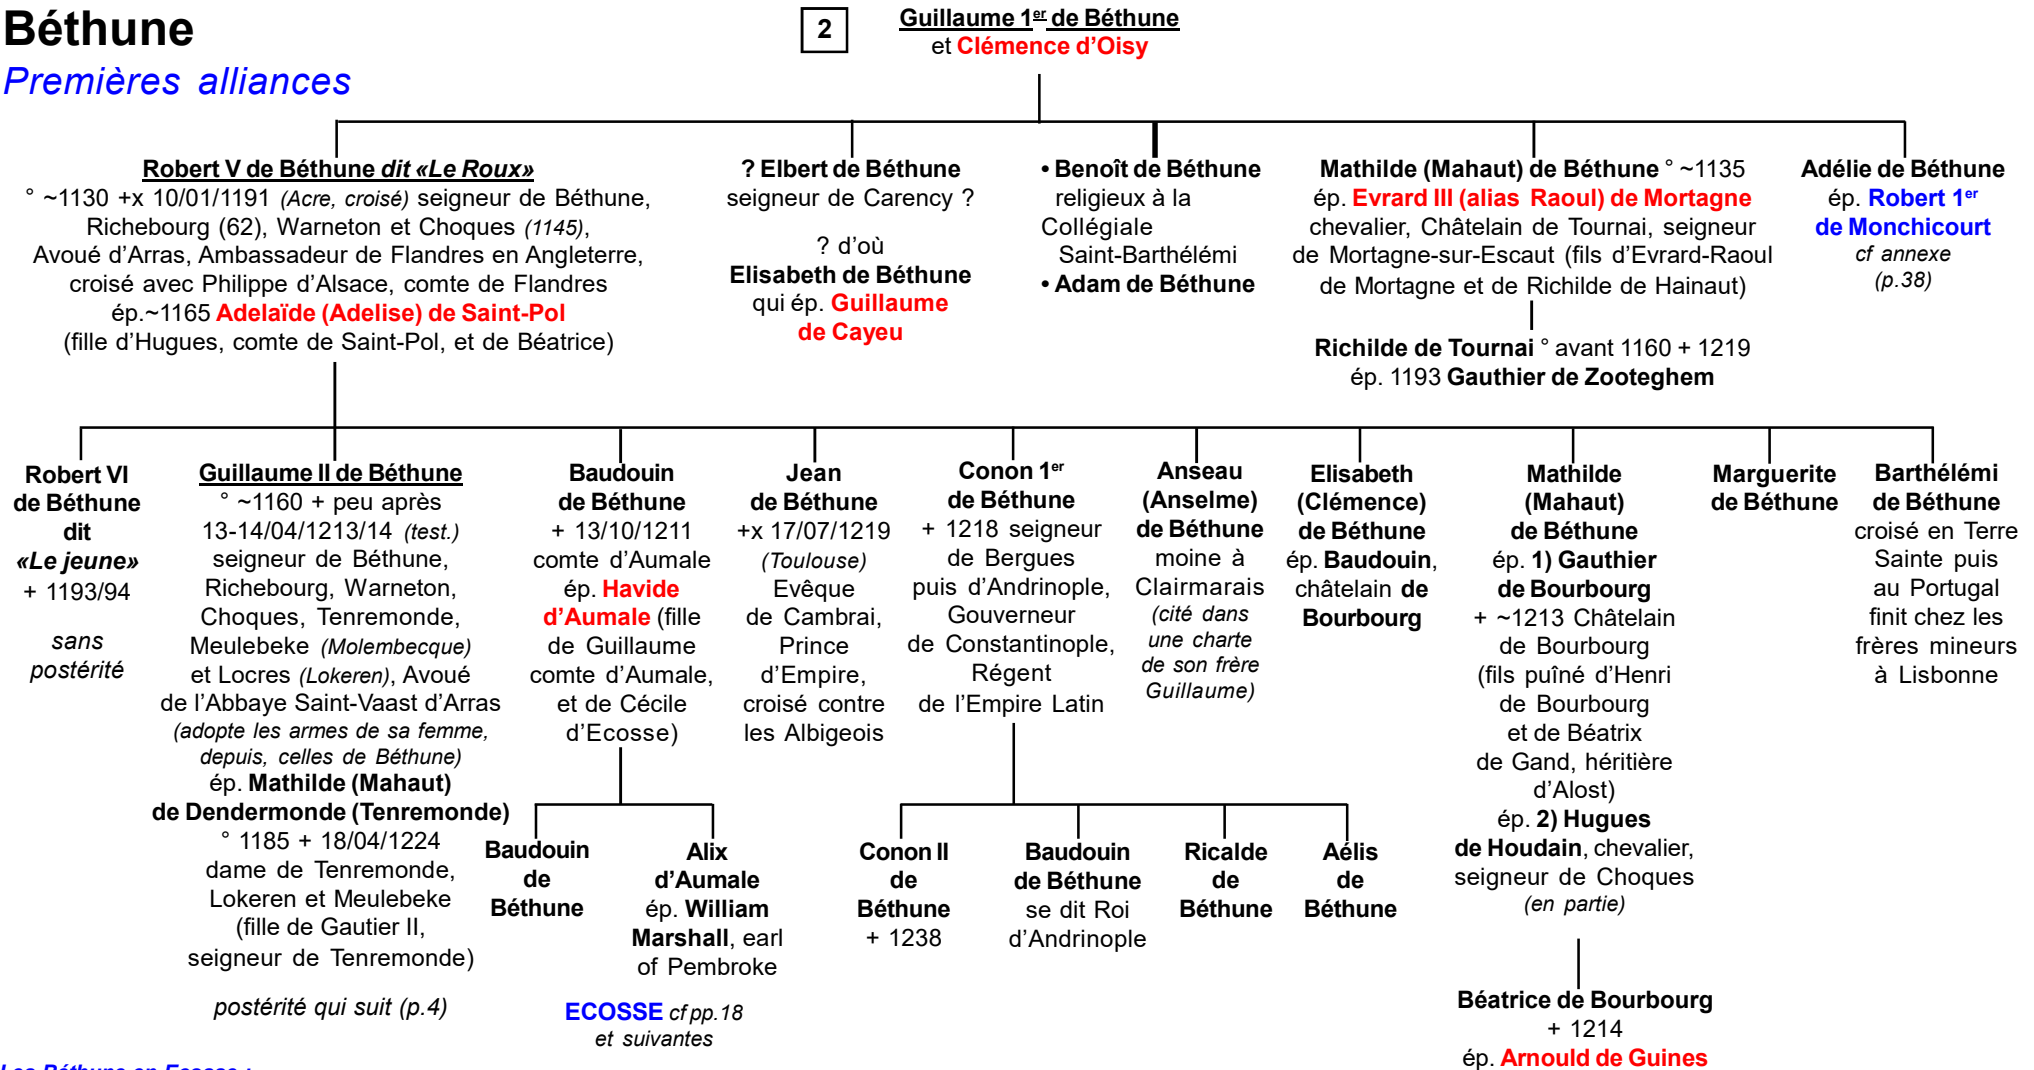 Béthune
Premières alliances
2
Guillaume 1er de Béthune
et Clémence d'Oisy
Robert V de Béthune dit «Le Roux»
° ~1130 +x 10/01/1191 (Acre, croisé) seigneur de Béthune,
Richebourg (62), Warneton et Choques (1145),
Avoué d'Arras, Ambassadeur de Flandres en Angleterre,
croisé avec Philippe d'Alsace, comte de Flandres
ép.~1165 Adelaïde (Adelise) de Saint-Pol
(fille d'Hugues, comte de Saint-Pol, et de Béatrice)
? Elbert de Béthune
seigneur de Carency ?
? d'où
Elisabeth de Béthune
qui ép. Guillaume
de Cayeu
• Benoît de Béthune
religieux à la
Collégiale
Saint-Barthélémi
• Adam de Béthune
Mathilde (Mahaut) de Béthune ° ~1135
ép. Evrard III (alias Raoul) de Mortagne
chevalier, Châtelain de Tournai, seigneur
de Mortagne-sur-Escaut (fils d'Evrard-Raoul
de Mortagne et de Richilde de Hainaut)
Richilde de Tournai ° avant 1160 + 1219
ép. 1193 Gauthier de Zooteghem
Adélie de Béthune
ép. Robert 1er
de Monchicourt
cf annexe
(p.38)
Robert VI
de Béthune
dit
«Le jeune»
+ 1193/94
sans
postérité
Guillaume II de Béthune
° ~1160 + peu après
13-14/04/1213/14 (test.)
seigneur de Béthune,
Richebourg, Warneton,
Choques, Tenremonde,
Meulebeke (Molembecque)
et Locres (Lokeren), Avoué
de l'Abbaye Saint-Vaast d'Arras
(adopte les armes de sa femme,
depuis, celles de Béthune)
ép. Mathilde (Mahaut)
de Dendermonde (Tenremonde)
° 1185 + 18/04/1224
dame de Tenremonde,
Lokeren et Meulebeke
(fille de Gautier II,
seigneur de Tenremonde)
postérité qui suit (p.4)
Baudouin
de Béthune
+ 13/10/1211
comte d'Aumale
ép. Havide
d'Aumale (fille
de Guillaume
comte d'Aumale,
et de Cécile
d'Ecosse)
Baudouin
de
Béthune
Alix
d'Aumale
ép. William
Marshall, earl
of Pembroke
ECOSSE cf pp.18
et suivantes
Jean
de Béthune
+x 17/07/1219
(Toulouse)
Evêque
de Cambrai,
Prince
d'Empire,
croisé contre
les Albigeois
Conon 1er
de Béthune
+ 1218 seigneur
de Bergues
puis d'Andrinople,
Gouverneur
de Constantinople,
Régent
de l'Empire Latin
Conon II
de
Béthune
+ 1238
Baudouin
de Béthune
se dit Roi
d'Andrinople
Ricalde
de
Béthune
Aélis
de
Béthune
Anseau
(Anselme)
de Béthune
moine à
Clairmarais
(cité dans
une charte
de son frère
Guillaume)
Elisabeth
(Clémence)
de Béthune
ép. Baudouin,
châtelain de
Bourbourg
Mathilde
(Mahaut)
de Béthune
ép. 1) Gauthier
de Bourbourg
+ ~1213 Châtelain
de Bourbourg
(fils puîné d'Henri
de Bourbourg
et de Béatrix
de Gand, héritière
d'Alost)
ép. 2) Hugues
de Houdain, chevalier,
seigneur de Choques
(en partie)
Béatrice de Bourbourg
+ 1214
ép. Arnould de Guines
Marguerite
de Béthune
Barthélémi
de Béthune
croisé en Terre
Sainte puis
au Portugal
finit chez les
frères mineurs
à Lisbonne
Les Béthune en Ecosse :